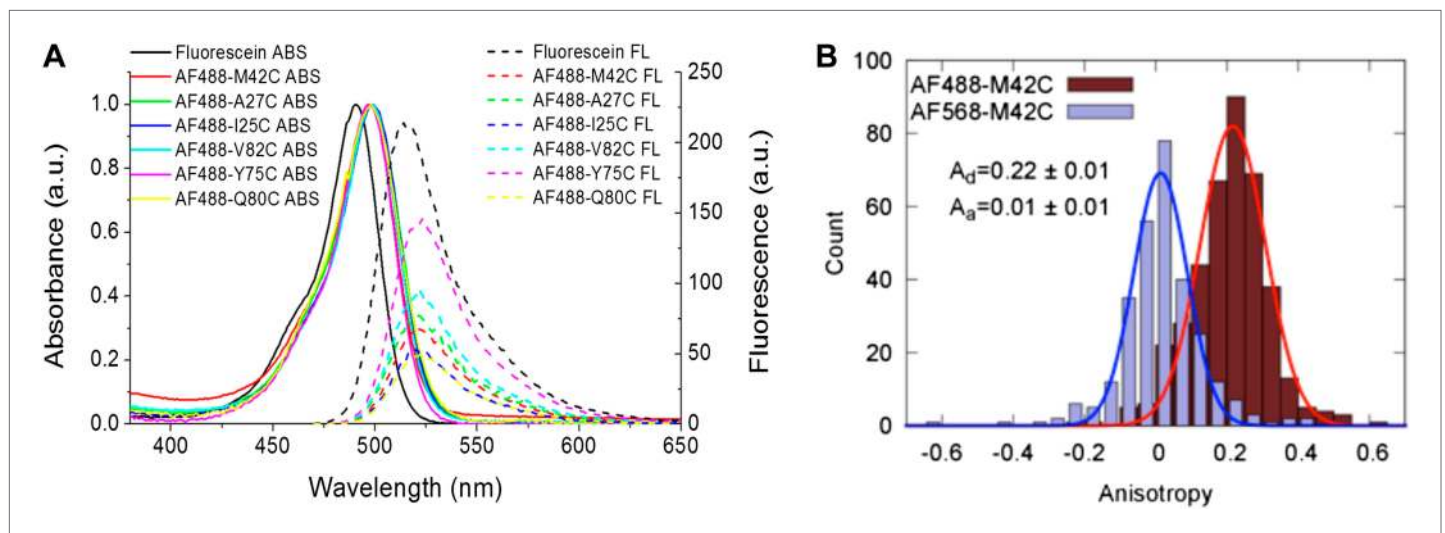 A
Fluorescein ABS
AF488-M42C ABS
AF488-A27C ABS
AF488-I25C ABS
AF488-V82C ABS
AF488-Y75C ABS
AF488-Q80C ABS
Fluorescein FL
AF488-M42C FL
AF488-A27C FL
AF488-I25C FL
AF488-V82C FL
AF488-Y75C FL
AF488-Q80C FL
1.0
0.8
0.6
0.4
0.2
0.0
Absorbance (a.u.)
250
200
150
100
50
0
Fluorescence (a.u.)
400 450 500 550 600 650
Wavelength (nm)
B
AF488-M42C
AF568-M42C
Ad=0.22 ± 0.01
Aa=0.01 ± 0.01
100
80
60
40
20
0
Count
-0.6 -0.4 -0.2 0 0.2 0.4 0.6
Anisotropy